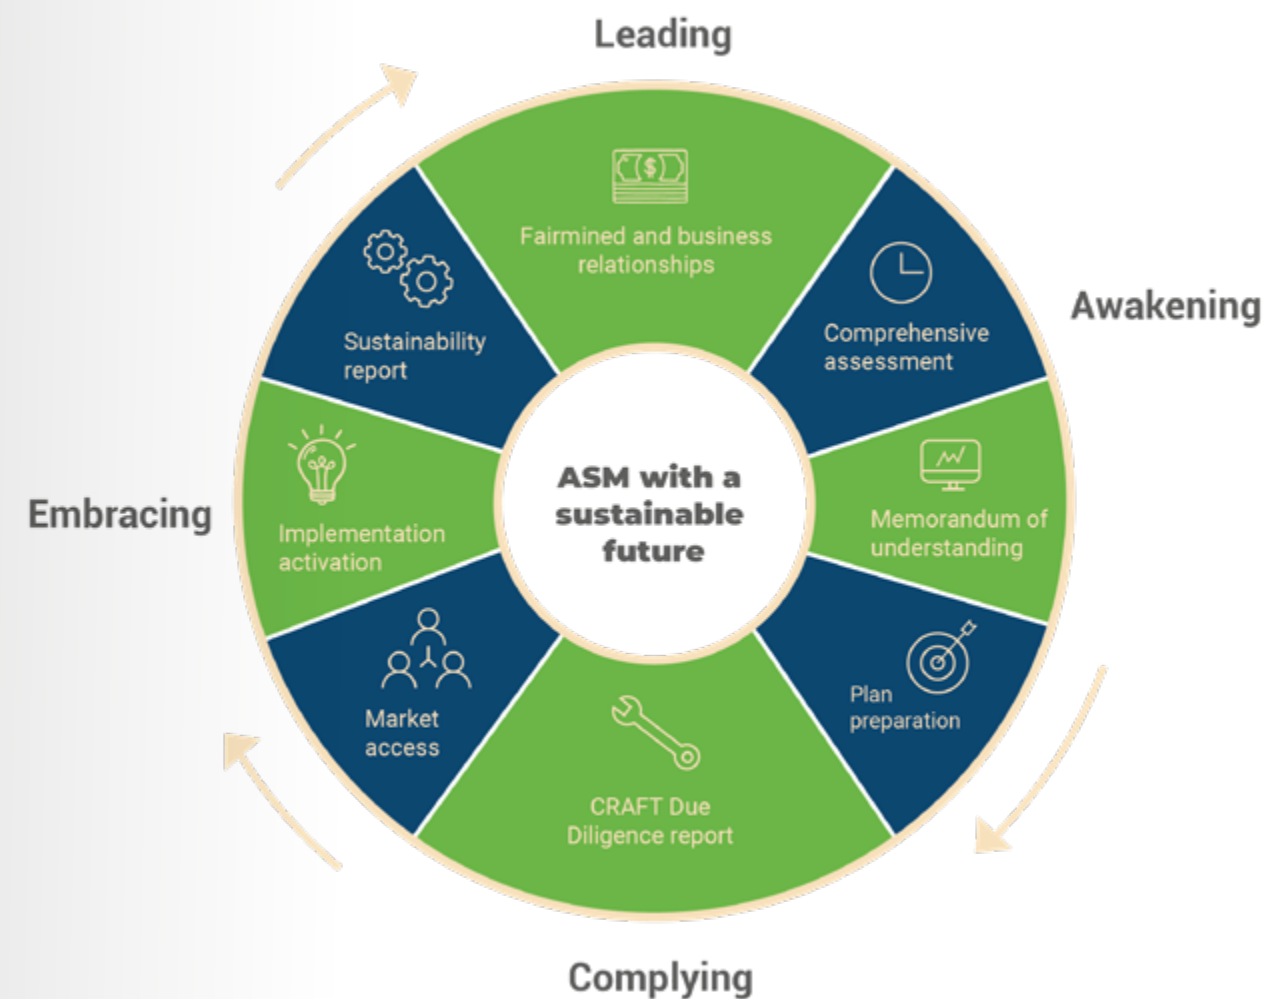 Leading
Fairmined and business
relationships
Awakening
Comprehensive
assessment
Memorandum of
understanding
Plan
preparation
CRAFT Due
Diligence report
Complying
Market
access
Embracing
Implementation
activation
Sustainability
report
ASM with a
sustainable
future